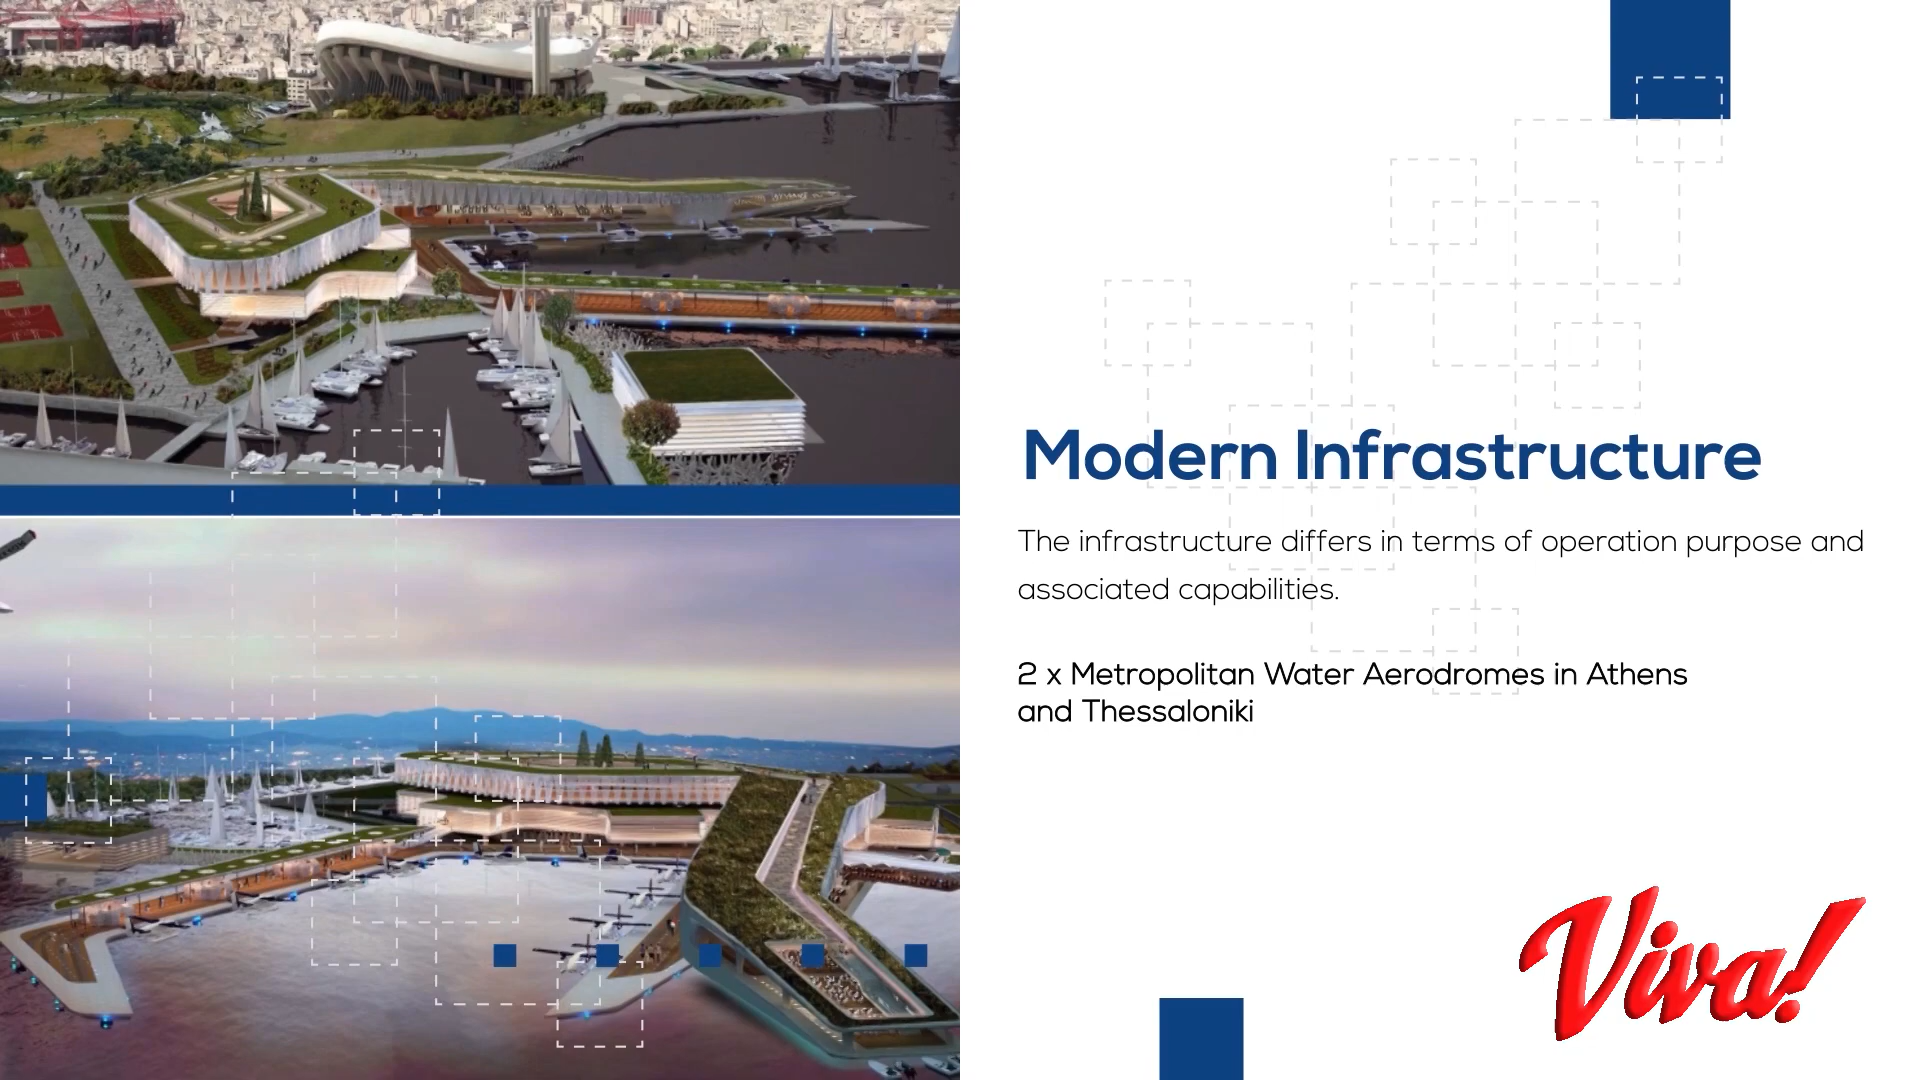 Modern Infrastructure
The infrastructure differs in terms of operation purpose and
associated capabilities.
2 x Metropolitan Water Aerodromes in Athens
and Thessaloniki
Viva!